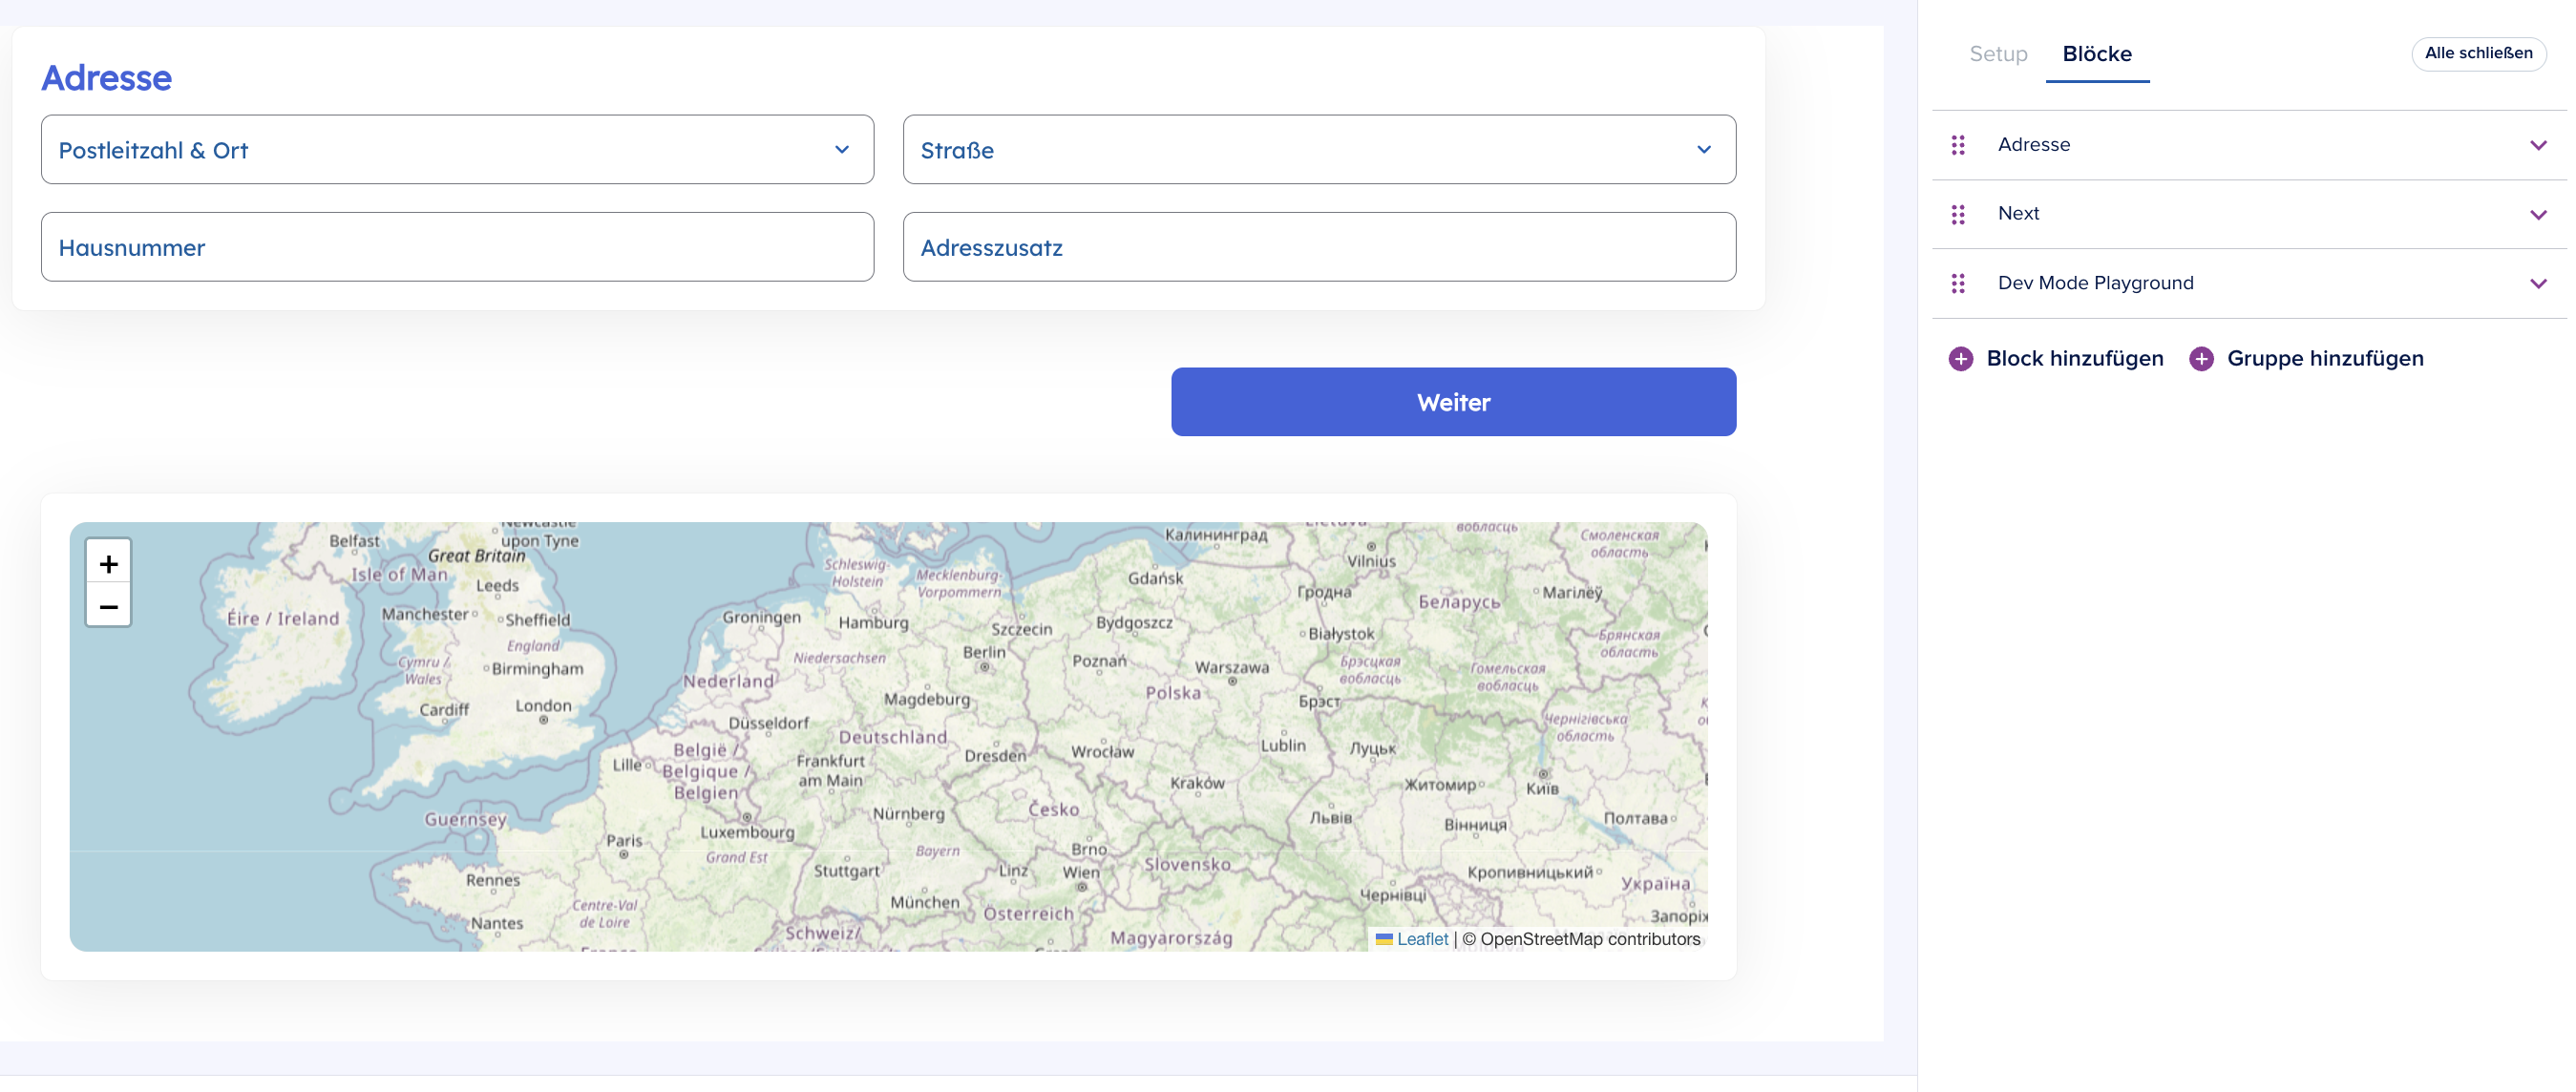 Adresse
Postleitzahl & Ort
Straße
Hausnummer
Adresszusatz
Weiter
+
−
Belfast
upon Tyne
Great Britain
Isle of Man
Leeds
Éire / Ireland
Manchester
Sheffield
England
Cymru /
Wales
Birmingham
Cardiff
London
Guernsey
Schleswig-
Holstein
Mecklenburg-
Vorpommern
Groningen
Hamburg
Szczecin
Niedersachsen
Berlin
Nederland
Magdeburg
Düsseldorf
Deutschland
België /
Belgique /
Belgien
Lille
Frankfurt
am Main
Dresden
Nürnberg
Luxembourg
Paris
Grand Est
Bayern
Stuttgart
Rennes
Centre-Val
de Loire
Nantes
München
Österreich
Schweiz/
Калининград
Gdańsk
Bydgoszcz
Poznań
Warszawa
Polska
Wrocław
Kraków
Česko
Brno
Linz
Wien
Slovensko
Magyarország
Vilnius
Гродна
Беларусь
Białystok
Брэсцкая
вобласць
Гомельская
вобласць
Брэст
Lublin
Луцьк
Житомир
Київ
Львів
Вінниця
Чернівці
Кропивницький
Україна
Полтава
Смоленская
область
Магілёў
Брянская
область
Чернігівська
область
Leaflet | © OpenStreetMap contributors
Setup
Blöcke
Alle schließen
Adresse
Next
Dev Mode Playground
Block hinzufügen
Gruppe hinzufügen